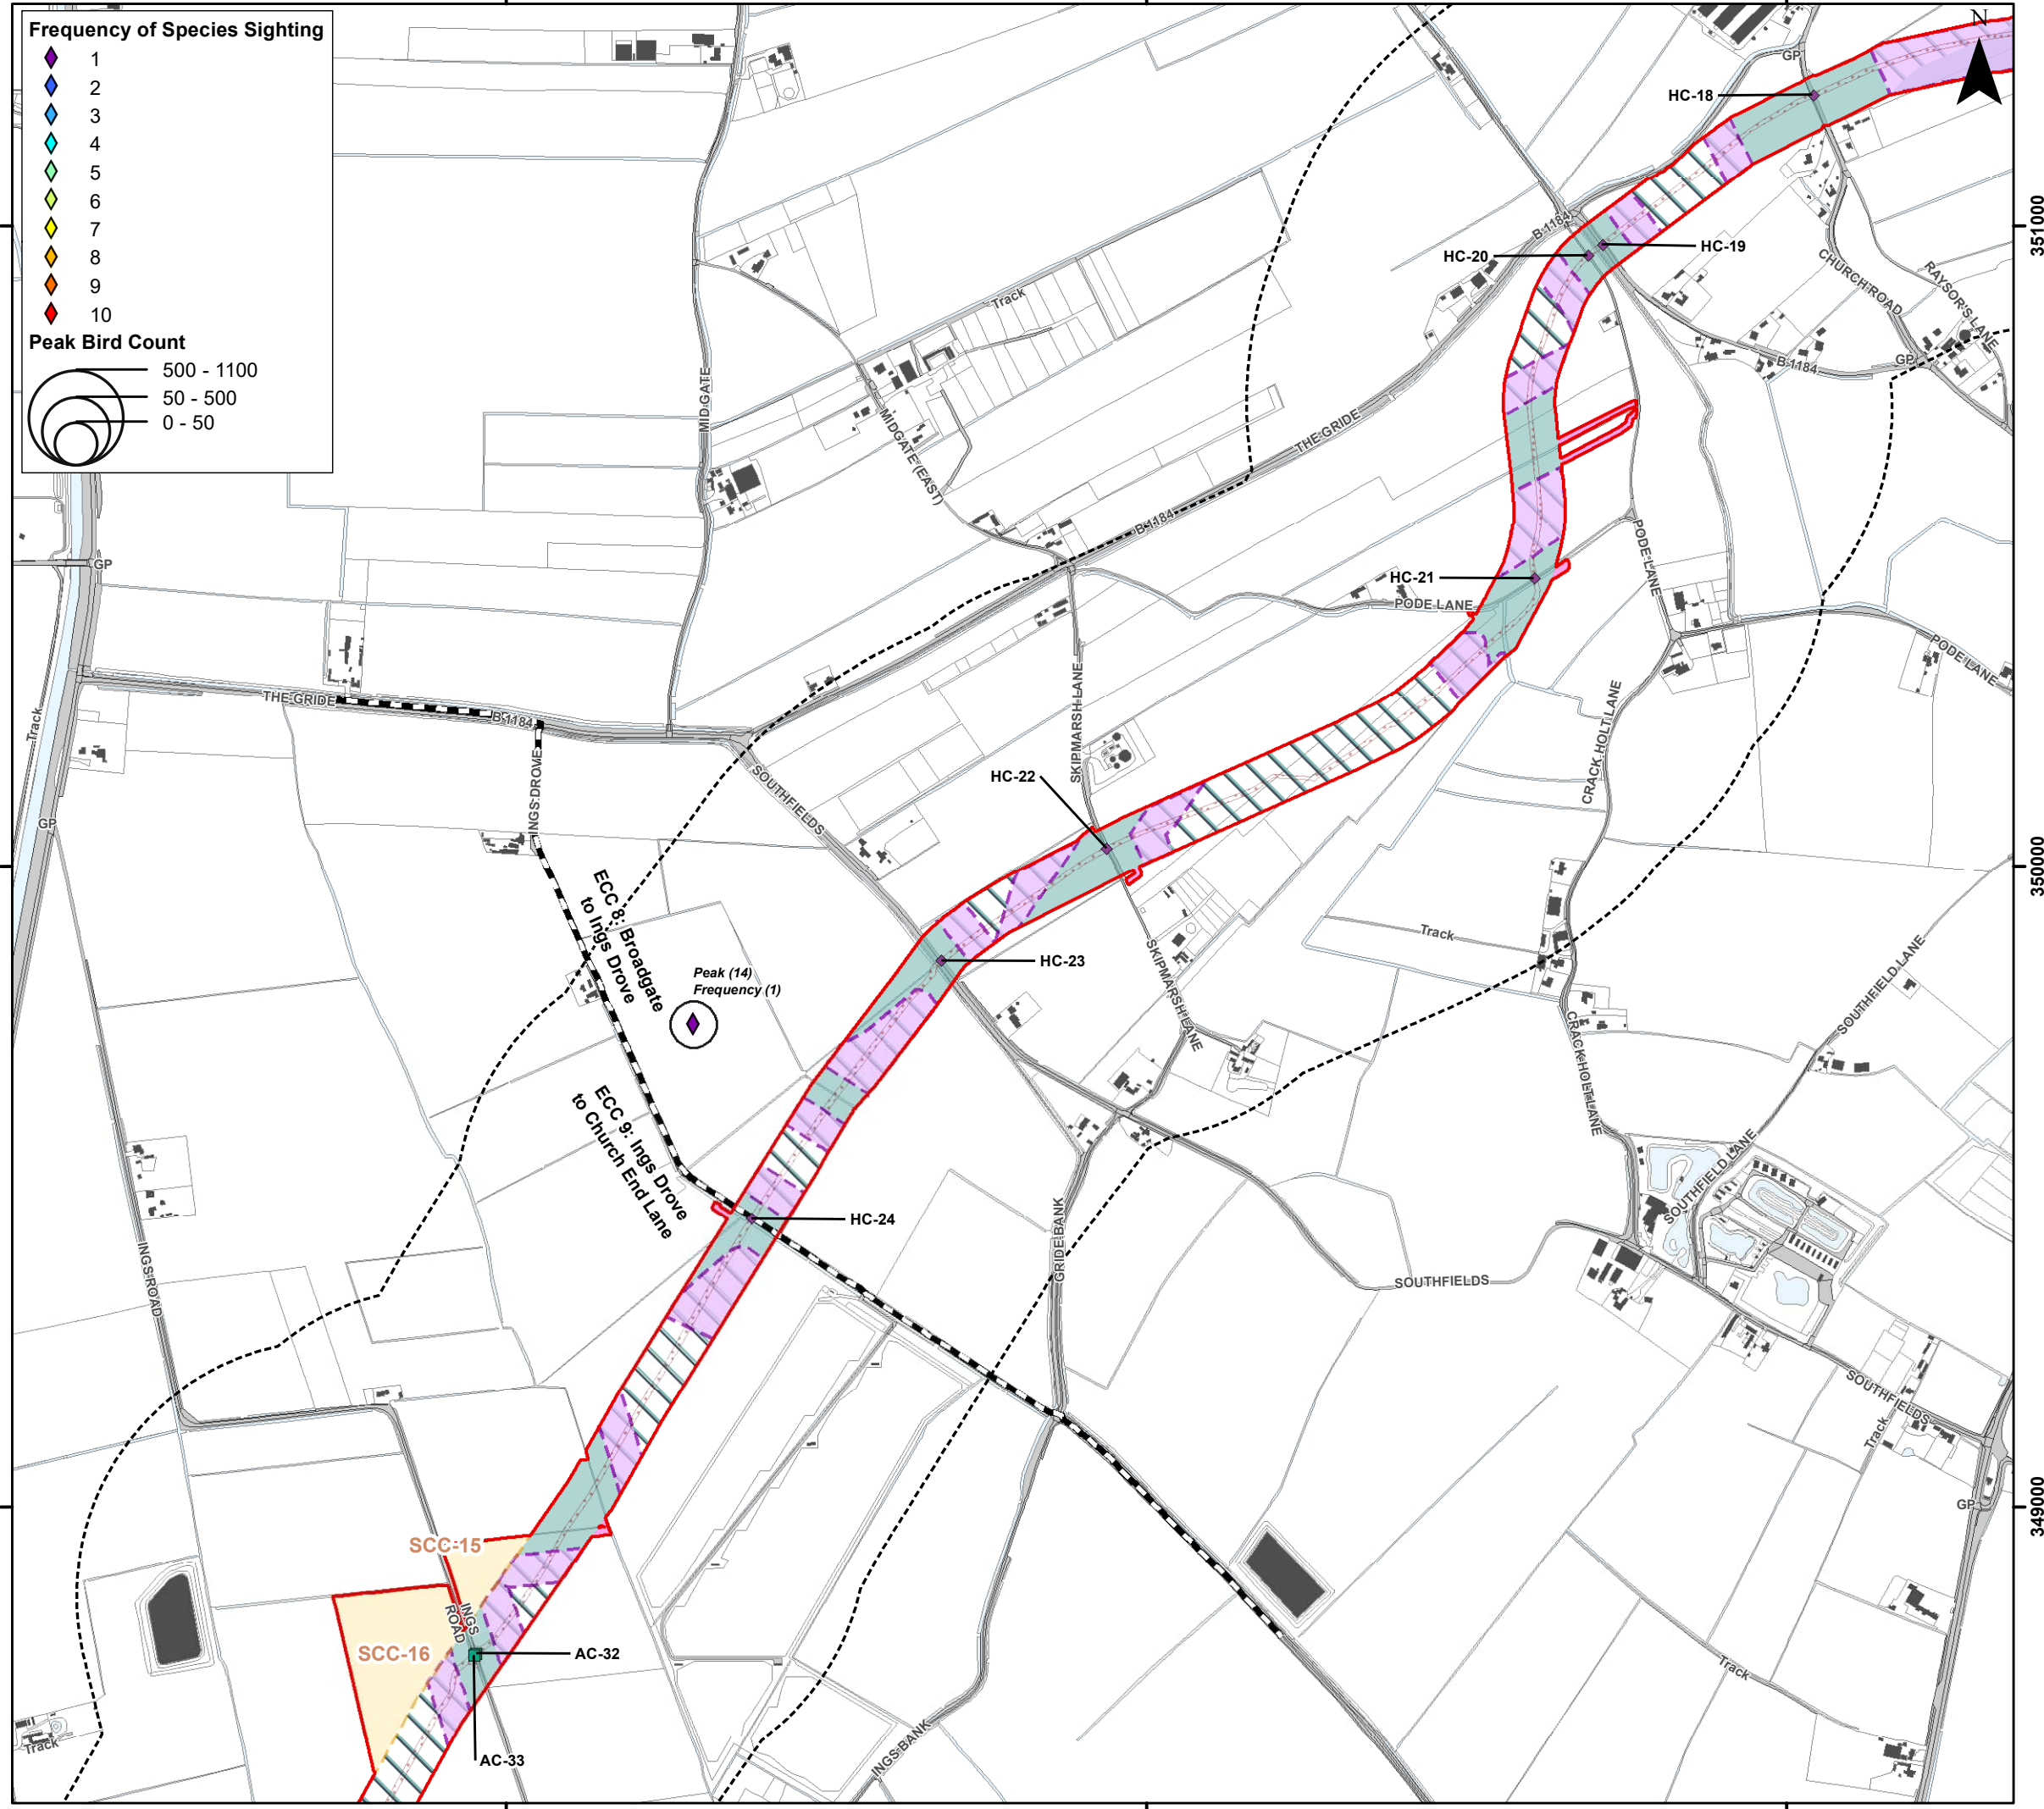 Frequency of Species Sighting
1
2
3
4
5
6
7
8
9
10
Peak Bird Count
500 - 1100
50 - 500
0 - 50
N
GP
HC-18
351000
B 1184
HC-19
HC-20
CHURCH ROAD
RAYSOR'S LANE
Track
B 1184
GP
MIDGATE
MIDGATE (EAST)
THE GRIDE
B 1184
GP
PODE LANE
HC-21
PODE LANE
PODE LANE
THE GRIDE
B 1184
Track
SKIPMARSH LANE
CRACK HOLT LANE
INGS DROVE
SOUTHFIELDS
HC-22
GP
350000
ECC 8: Broadgate
to Ings Drove
Peak (14)
Frequency (1)
HC-23
SKIPMARSH LANE
Track
SOUTHFIELD LANE
CRACK HOLT LANE
ECC 9: Ings Drove
to Church End Lane
SOUTHFIELD LANE
HC-24
GRIDE BANK
INGS ROAD
SOUTHFIELDS
SOUTHFIELDS
Track
GP
349000
SCC-15
INGS
ROAD
SCC-16
AC-32
Track
AC-33
INGS BANK
Track